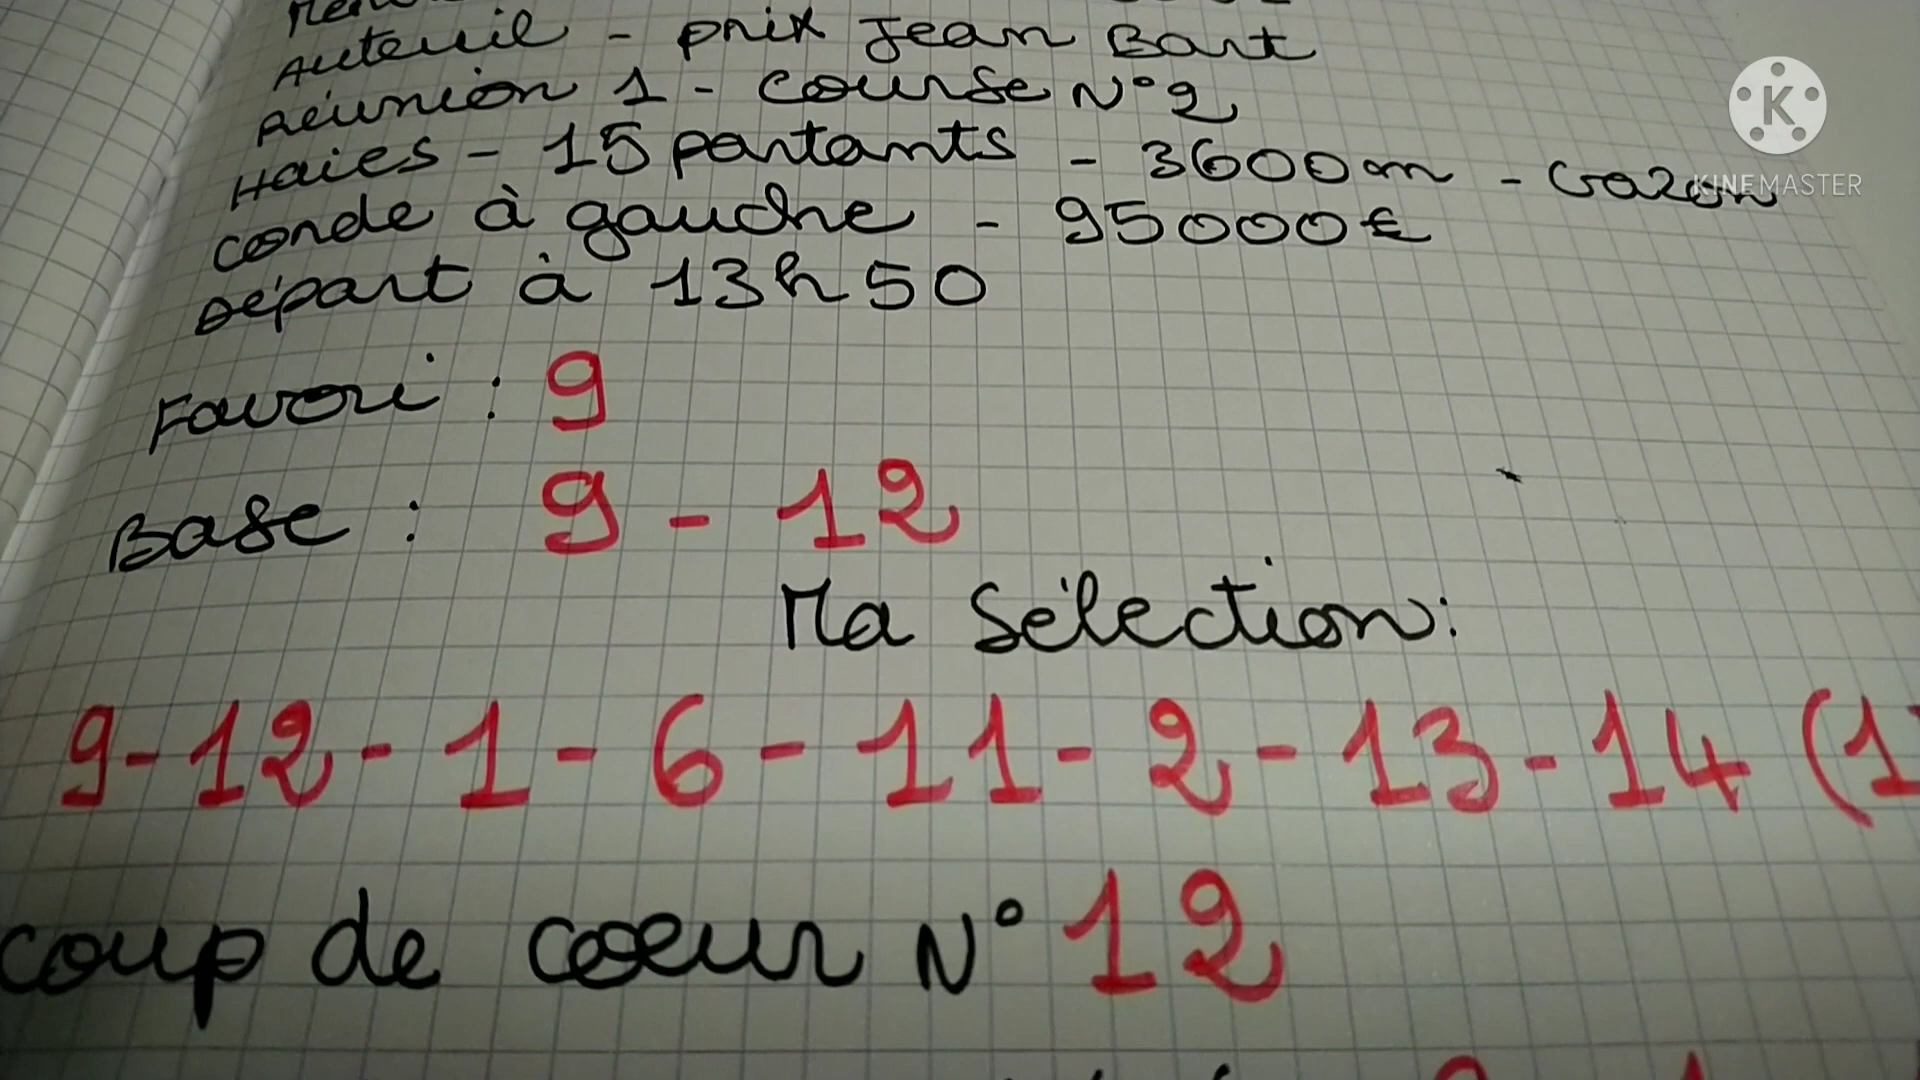 Auteuil - prix Jean Bart
Réunion 1 - course N°2
Haies - 15 partants - 3600m - Gazon
corde à gauche - 95000€
Départ à 13h50
Favori : 9
Base : 9 - 12
Ma Sélection:
9-12-1-6-11-2-13-14 (1
coup de coeur N° 12
K
KINEMASTER